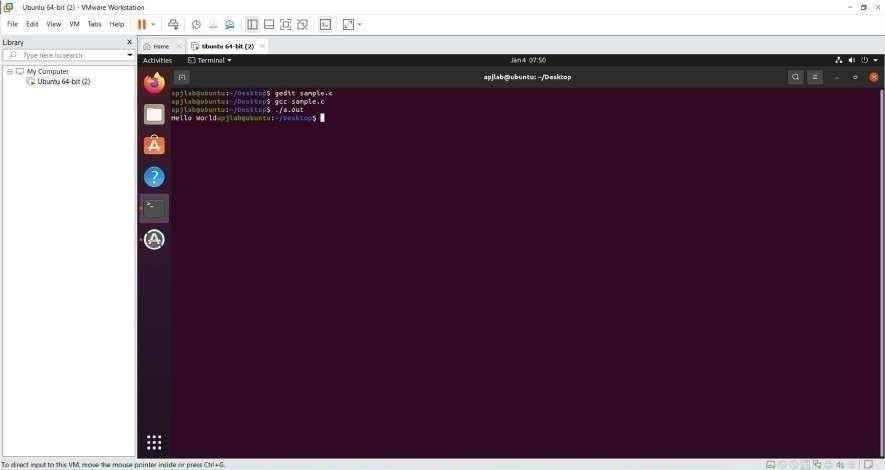 Ubuntu 64-bit (2) - VMware Workstation
File Edit View VM Tabs Help
Library X
Type here to search
My Computer
Ubuntu 64-bit (2)
Home
Ubuntu 64-bit (2)
Activities Terminal Jan 4 07:50
apjlab@ubuntu: ~/Desktop
apjlab@ubuntu:~/Desktop$ gedit sample.c
apjlab@ubuntu:~/Desktop$ gcc sample.c
apjlab@ubuntu:~/Desktop$ ./a.out
Hello Worldapjlab@ubuntu:~/Desktop$
To direct input to this VM, move the mouse pointer inside or press Ctrl+G.